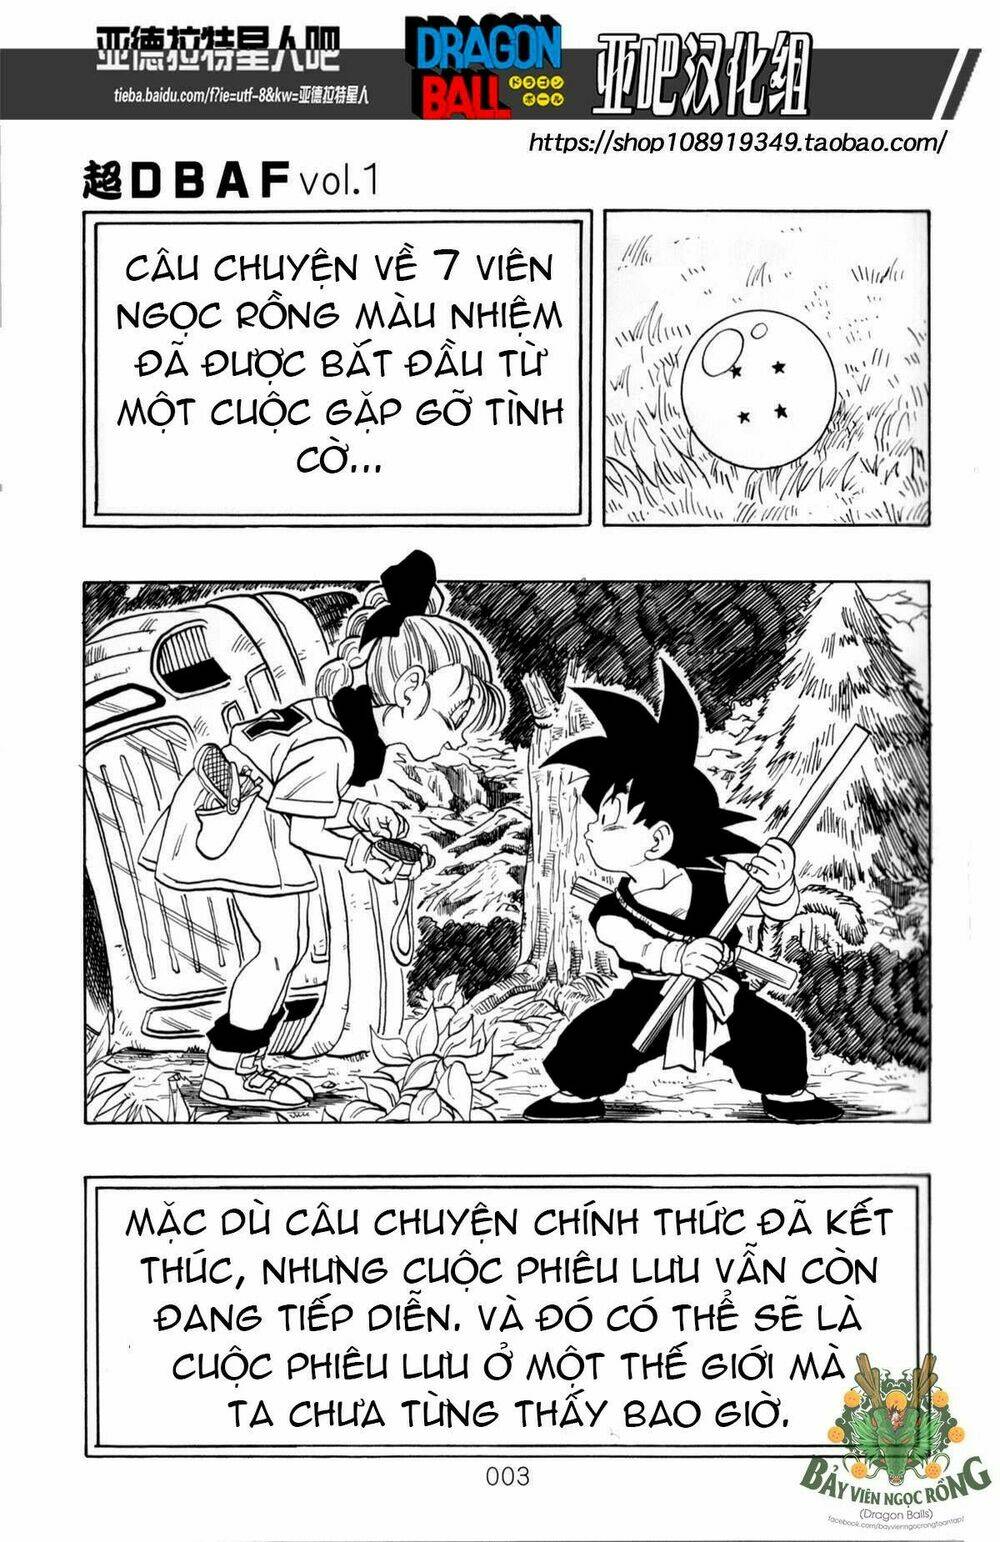 亚德拉特星人吧
tieba.baidu.com/f?ie=utf-8&kw=亚德拉特星人
DRAGON
BALL
ドラゴン
ボール
亚吧汉化组
https://shop108919349.taobao.com/
超DBAF vol.1
CÂU CHUYỆN VỀ 7 VIÊN
NGỌC RỒNG MÀU NHIỆM
ĐÃ ĐƯỢC BẮT ĐẦU TỪ
MỘT CUỘC GẶP GỠ TÌNH
CỜ...
MẶC DÙ CÂU CHUYỆN CHÍNH THỨC ĐÃ KẾT
THÚC, NHƯNG CUỘC PHIÊU LƯU VẪN CÒN
ĐANG TIẾP DIỄN. VÀ ĐÓ CÓ THỂ SẼ LÀ
CUỘC PHIÊU LƯU Ở MỘT THẾ GIỚI MÀ
TA CHƯA TỪNG THẤY BAO GIỜ.
003
BẢY VIÊN NGỌC RỒNG
(Dragon Balls)
facebook.com/bayvienngocrongtoantap/